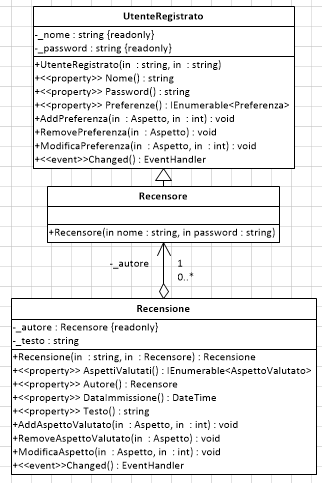 UtenteRegistrato
-_nome : string {readonly}
-_password : string {readonly}
+UtenteRegistrato(in : string, in : string)
+<<property>> Nome() : string
+<<property>> Password() : string
+<<property>> Preferenze() : IEnumerable<Preferenza>
+AddPreferenza(in : Aspetto, in : int) : void
+RemovePreferenza(in : Aspetto) : void
+ModificaPreferenza(in : Aspetto, in : int) : void
+<<event>>Changed() : EventHandler
Recensore
+Recensore(in nome : string, in password : string)
-_autore
1
0..*
Recensione
-_autore : Recensore {readonly}
-_testo : string
+Recensione(in : string, in : Recensore) : Recensione
+<<property>> AspettiValutati() : IEnumerable<AspettoValutato>
+<<property>> Autore() : Recensore
+<<property>> DataImmissione() : DateTime
+<<property>> Testo() : string
+AddAspettoValutato(in : Aspetto, in : int) : void
+RemoveAspettoValutato(in : Aspetto) : void
+ModificaAspetto(in : Aspetto, in : int) : void
+<<event>>Changed() : EventHandler